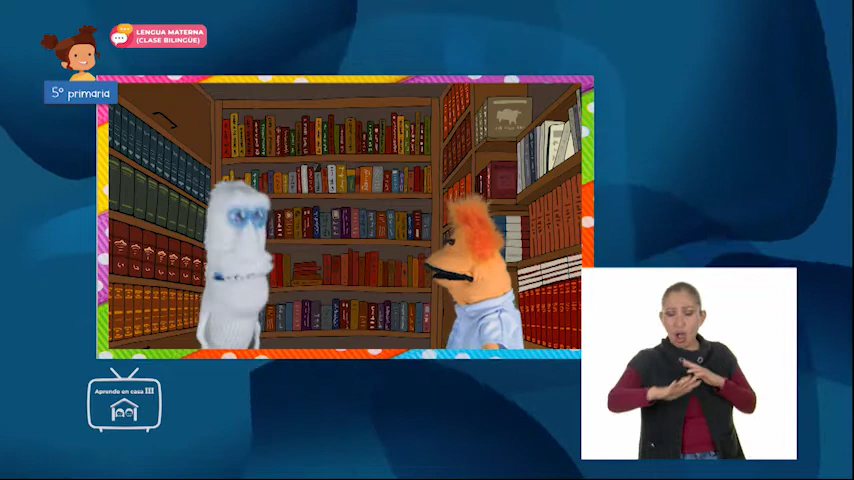 LENGUA MATERNA
(CLASE BILINGÜE)
5° primaria
Aprende en casa III